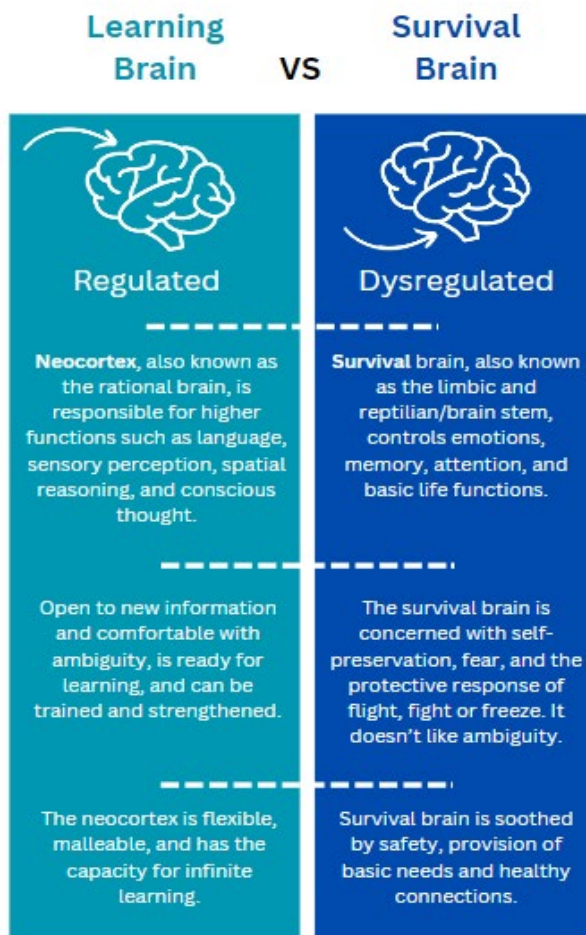 Learning
Brain
VS
Survival
Brain
Regulated
Neocortex, also known as
the rational brain, is
responsible for higher
functions such as language,
sensory perception, spatial
reasoning, and conscious
thought.
Open to new information
and comfortable with
ambiguity, is ready for
learning, and can be
trained and strengthened.
The neocortex is flexible,
malleable, and has the
capacity for infinite
learning.
Dysregulated
Survival brain, also known
as the limbic and
reptilian/brain stem,
controls emotions,
memory, attention, and
basic life functions.
The survival brain is
concerned with self-
preservation, fear, and the
protective response of
flight, fight or freeze. It
doesn't like ambiguity.
Survival brain is soothed
by safety, provision of
basic needs and healthy
connections.